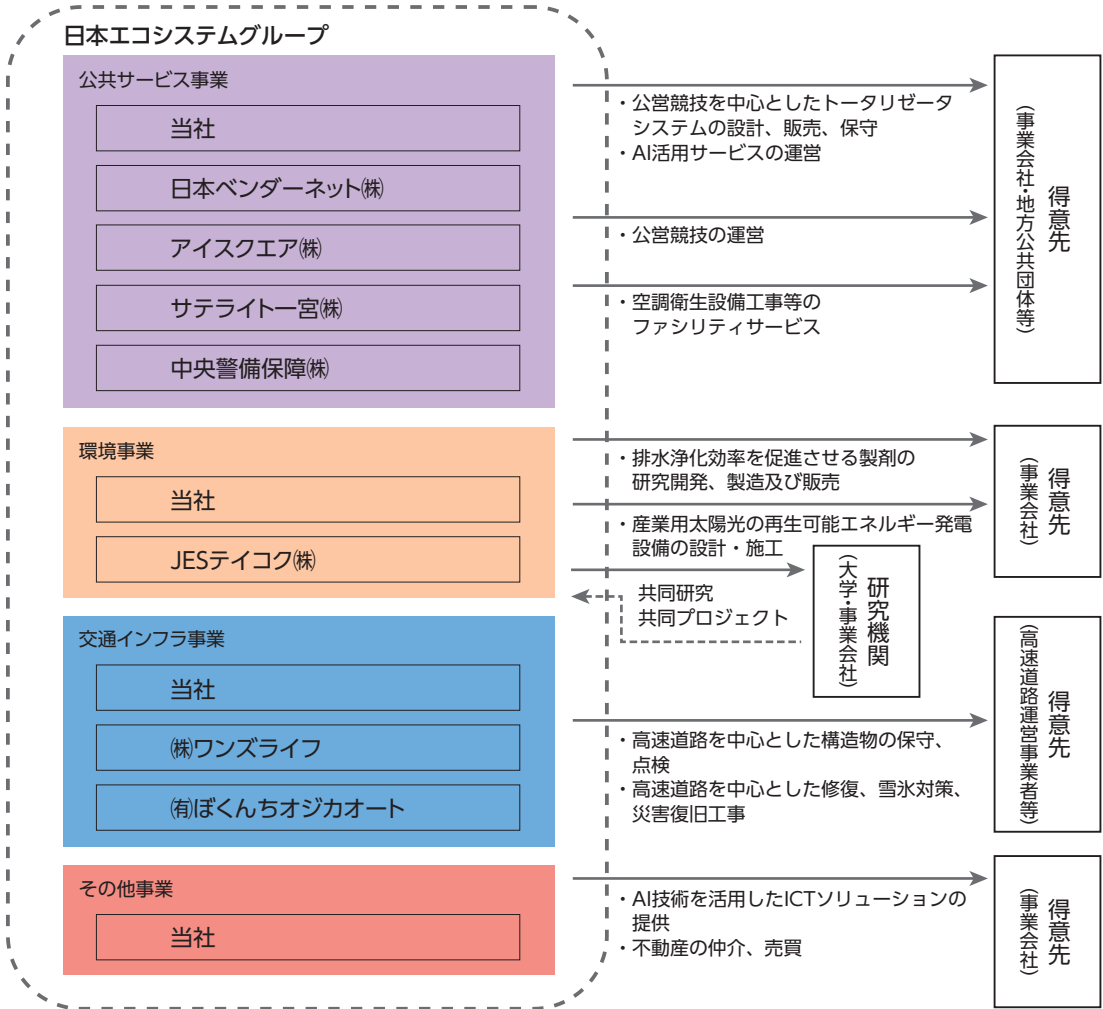 日本エコシステムグループ
公共サービス事業
当社
日本ベンダーネット㈱
アイスクエア㈱
サテライト一宮㈱
中央警備保障㈱
・公営競技を中心としたトータリゼータ
システムの設計、販売、保守
・AI活用サービスの運営
・公営競技の運営
・空調衛生設備工事等の
ファシリティサービス
得意先
（事業会社・地方公共団体等）
環境事業
当社
JESテイコク㈱
・排水浄化効率を促進させる製剤の
研究開発、製造及び販売
・産業用太陽光の再生可能エネルギー発電
設備の設計・施工
得意先
（事業会社）
共同研究
共同プロジェクト
研究機関
（大学・事業会社）
交通インフラ事業
当社
㈱ワンズライフ
㈲ぼくんちオジカオート
・高速道路を中心とした構造物の保守、
点検
・高速道路を中心とした修復、雪氷対策、
災害復旧工事
得意先
（高速道路運営事業者等）
その他事業
当社
・AI技術を活用したICTソリューションの
提供
・不動産の仲介、売買
得意先
（事業会社）